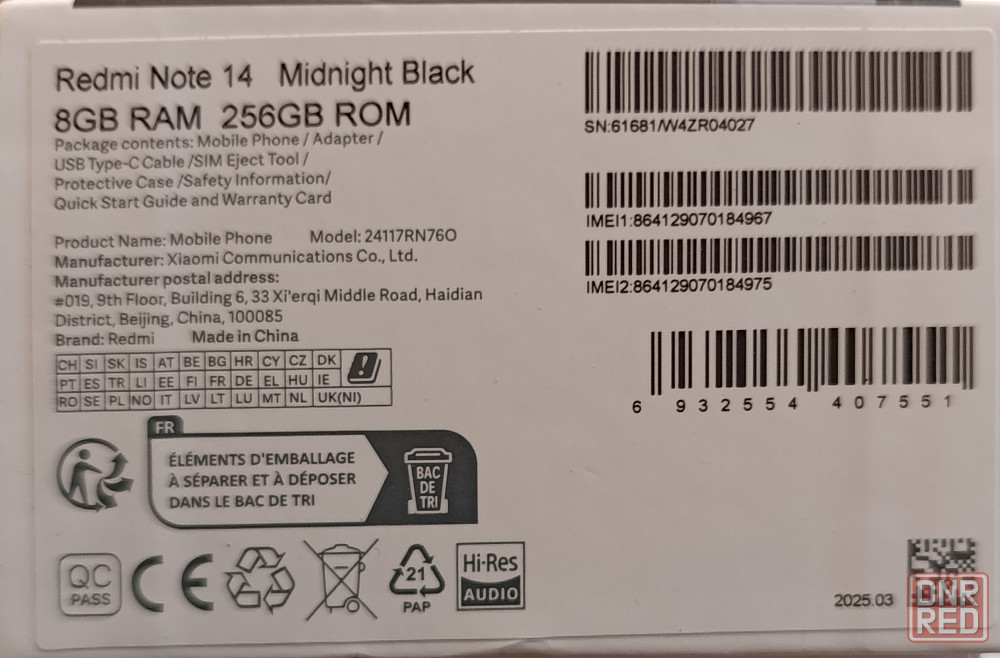 Redmi Note 14 Midnight Black
8GB RAM 256GB ROM
Package contents: Mobile Phone / Adapter /
USB Type-C Cable /SIM Eject Tool /
Protective Case /Safety Information/
Quick Start Guide and Warranty Card
Product Name: Mobile Phone Model: 24117RN76O
Manufacturer: Xiaomi Communications Co., Ltd.
Manufacturer postal address:
#019, 9th Floor, Building 6, 33 Xi'erqi Middle Road, Haidian
District, Beijing, China, 100085
Brand: Redmi Made in China
CH SI SK IS AT BE BG HR CY CZ DK
PT ES TR LI EE FI FR DE EL HU IE
RO SE PL NO IT LV LT LU MT NL UK(NI)
FR
ÉLÉMENTS D'EMBALLAGE
À SÉPARER ET À DÉPOSER
DANS LE BAC DE TRI
BAC
DE
TRI
QC
PASS
CE
21
PAP
Hi-Res
AUDIO
SN:61681/W4ZR04027
IMEI1:864129070184967
IMEI2:864129070184975
6 932554 407551
2025.03
DNR
RED